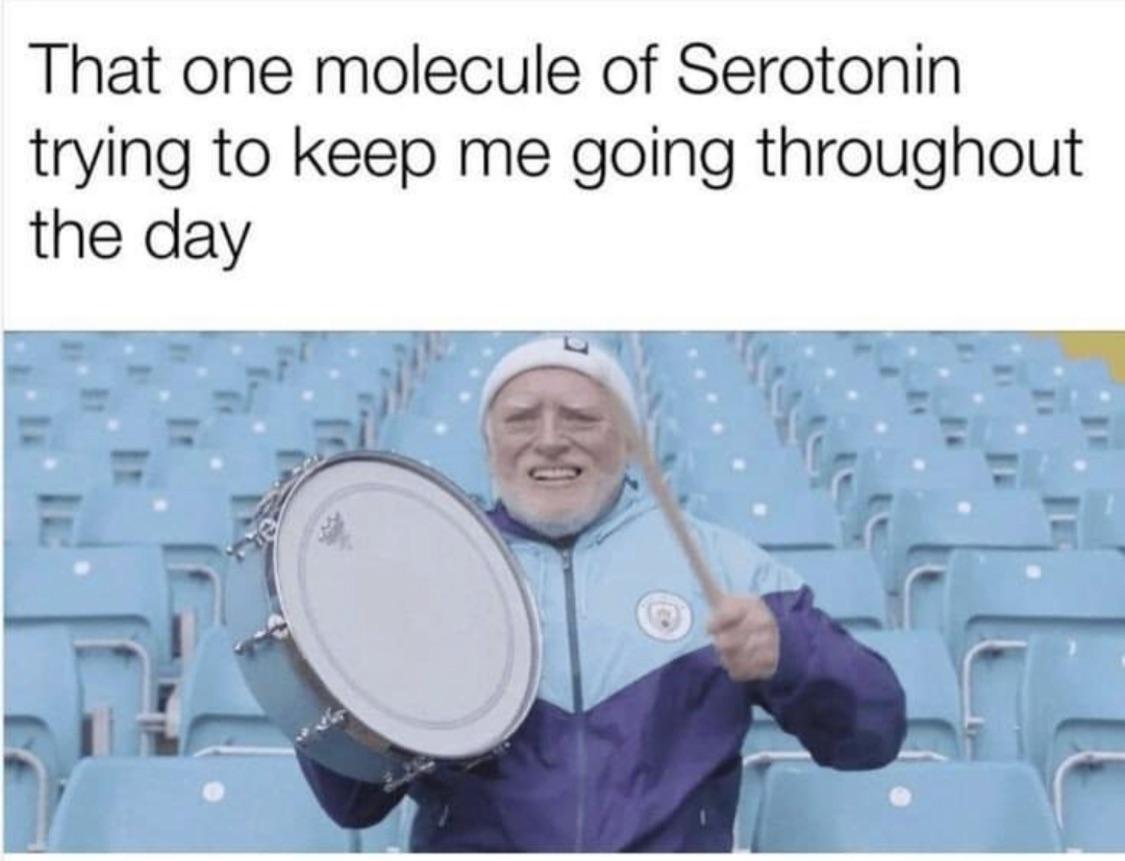 That one molecule of Serotonin
trying to keep me going throughout
the day